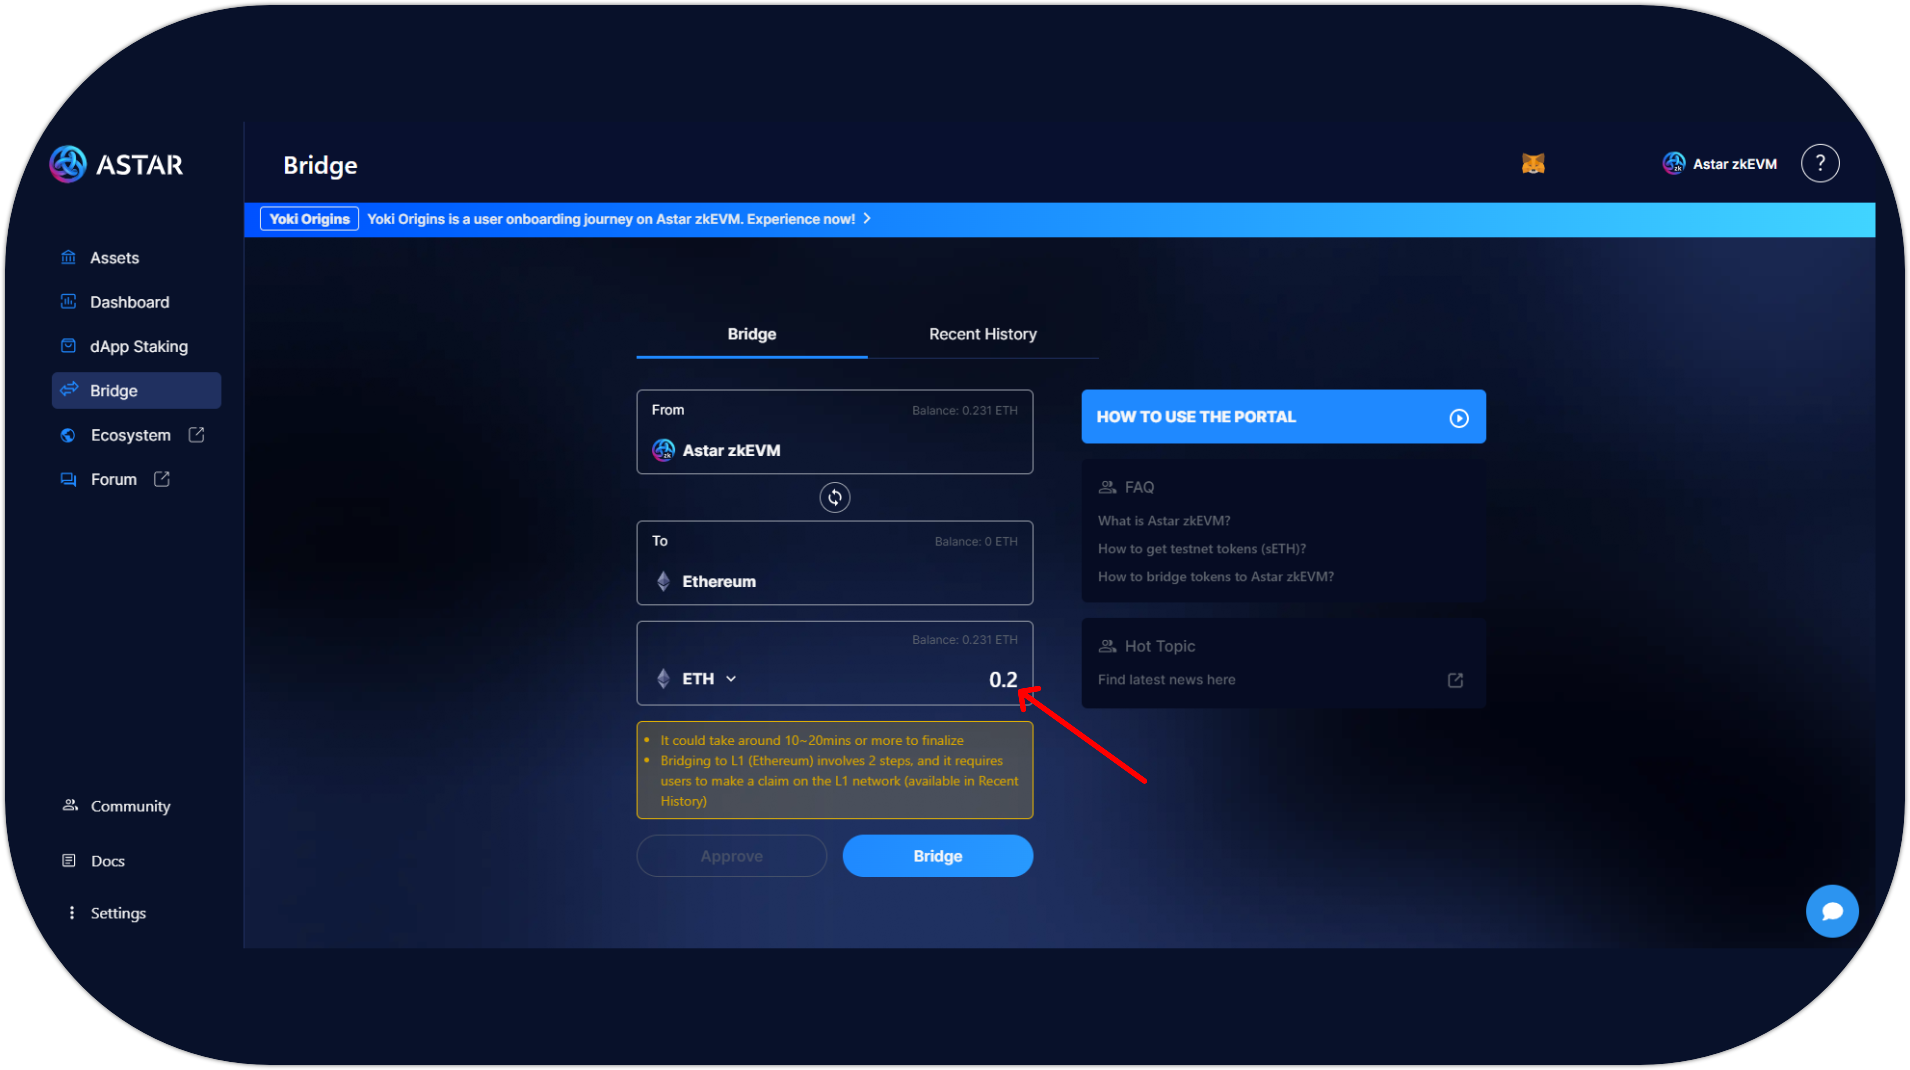 ASTAR
Bridge
Astar zkEVM
?
Yoki Origins
Yoki Origins is a user onboarding journey on Astar zkEVM. Experience now!
Assets
Dashboard
dApp Staking
Bridge
Ecosystem
Forum
Community
Docs
Settings
Bridge
Recent History
From
Balance: 0.231 ETH
Astar zkEVM
To
Balance: 0 ETH
Ethereum
Balance: 0.231 ETH
ETH
0.2
• It could take around 10~20mins or more to finalize
• Bridging to L1 (Ethereum) involves 2 steps, and it requires
users to make a claim on the L1 network (available in Recent
History)
Approve
Bridge
HOW TO USE THE PORTAL
FAQ
What is Astar zkEVM?
How to get testnet tokens (sETH)?
How to bridge tokens to Astar zkEVM?
Hot Topic
Find latest news here